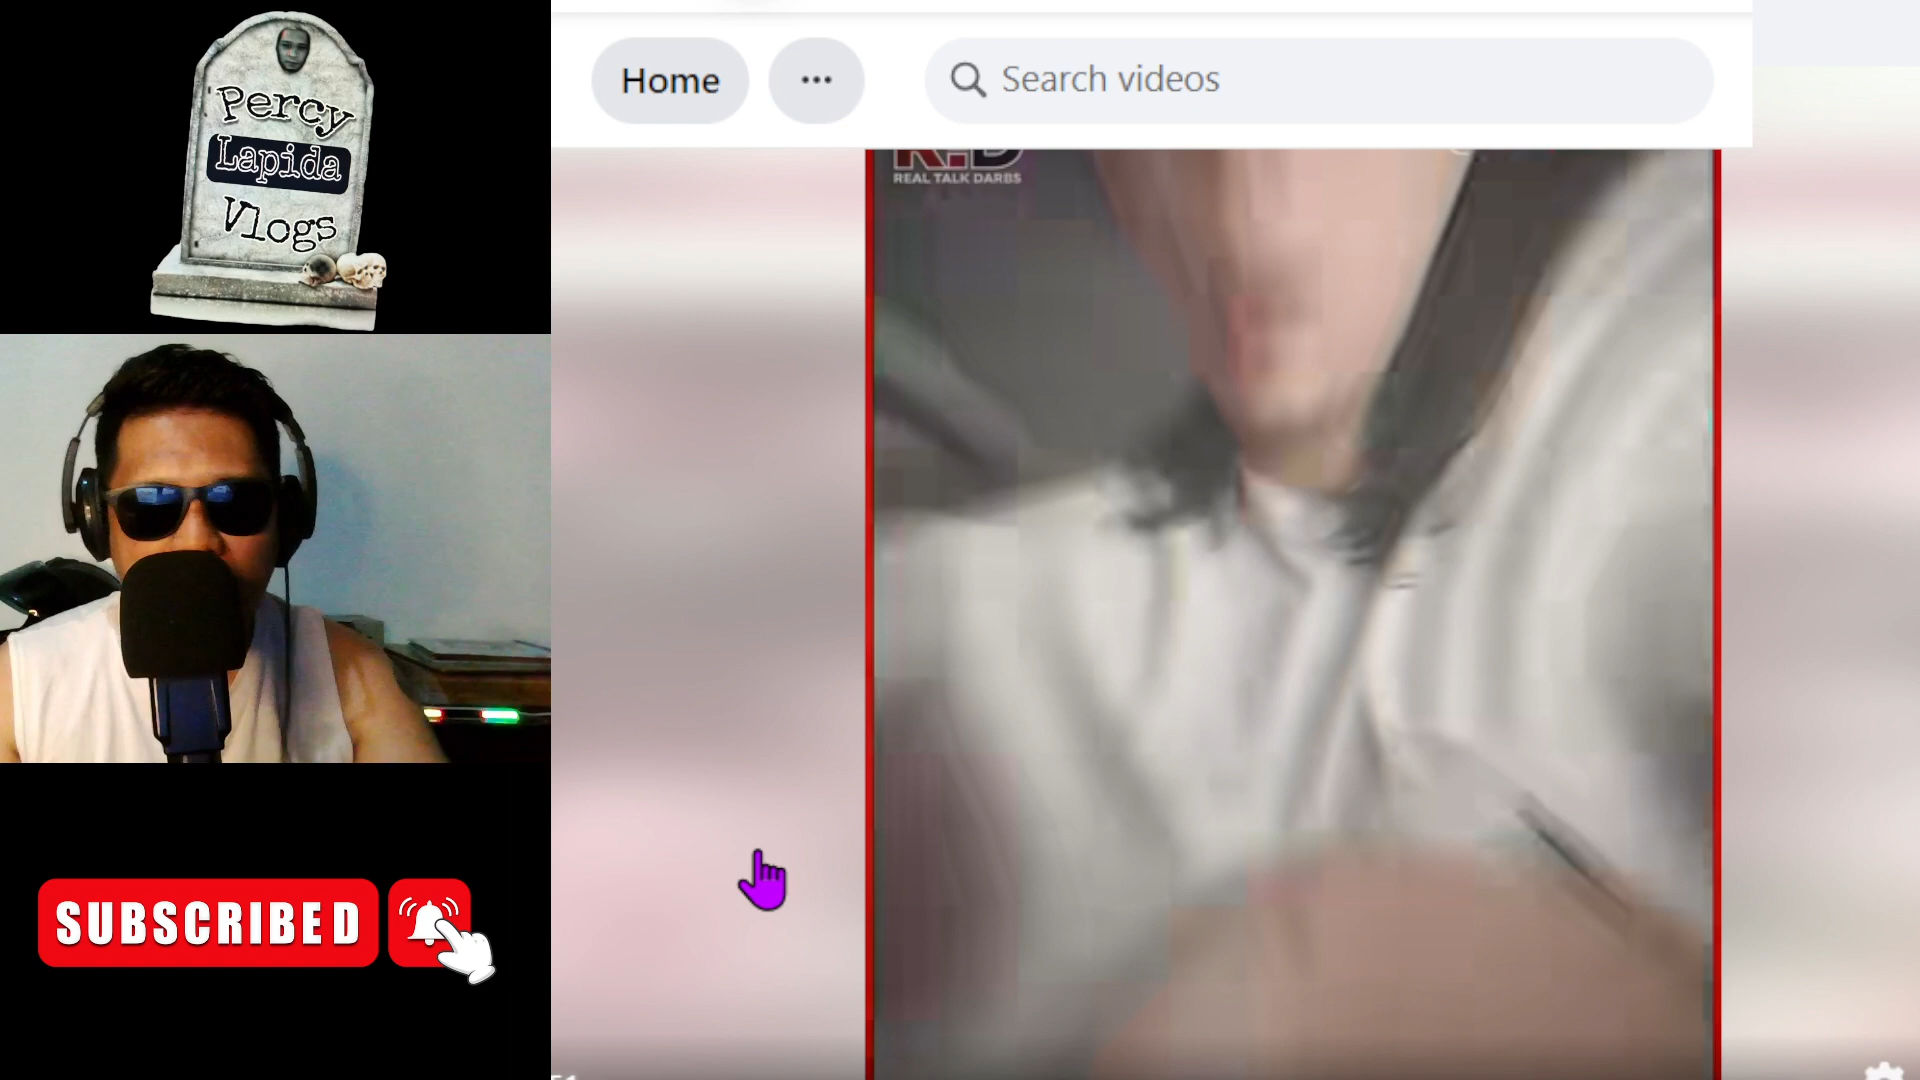 Percy
Lapida
Vlogs
Home
Search videos
REAL TALK DARBS
SUBSCRIBED